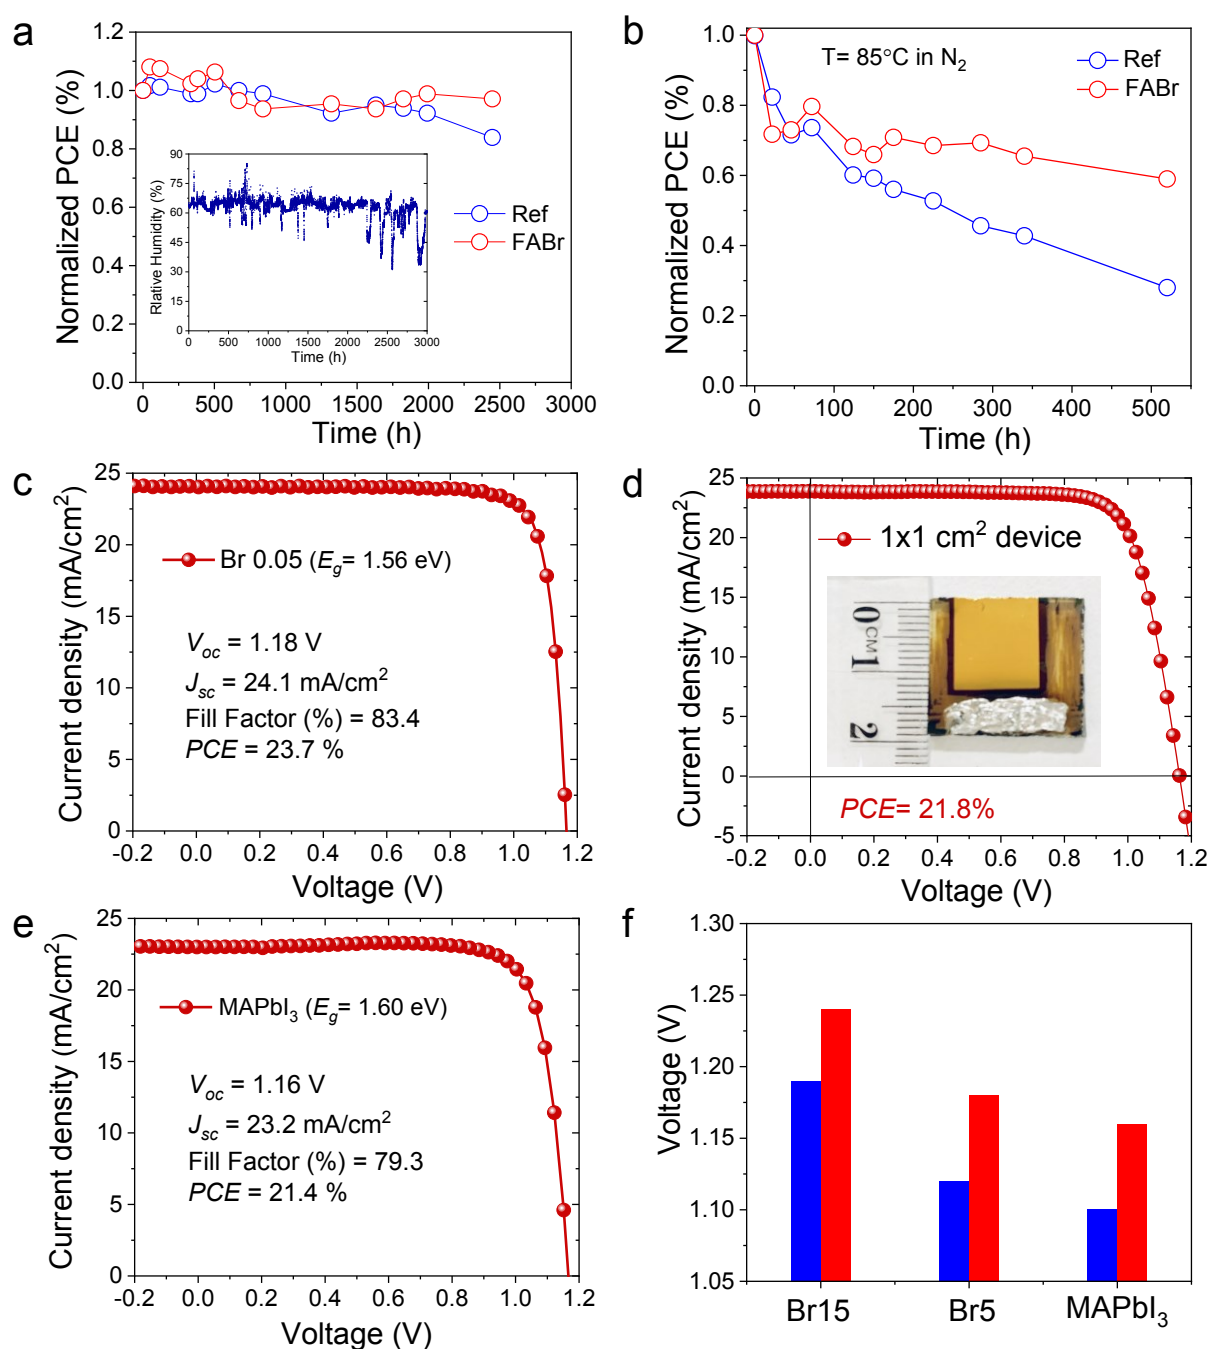 a
1.2
1.0
0.8
0.6
0.4
0.2
0.0
Normalized PCE (%)
0 500 1000 1500 2000 2500 3000
Time (h)
Ref
FABr
90
75
60
45
30
15
0
Rlative Humidity (%)
0 500 1000 1500 2000 2500 3000
Time (h)
b
T= 85°C in N2
Ref
FABr
1.0
0.8
0.6
0.4
0.2
0.0
Normalized PCE (%)
0 100 200 300 400 500
Time (h)
c
25
20
15
10
5
0
Current density (mA/cm2)
Br 0.05 (Eg= 1.56 eV)
Voc = 1.18 V
Jsc = 24.1 mA/cm2
Fill Factor (%) = 83.4
PCE = 23.7 %
-0.2 0.0 0.2 0.4 0.6 0.8 1.0 1.2
Voltage (V)
d
25
20
15
10
5
0
-5
Current density (mA/cm2)
1x1 cm2 device
0
CM
1
2
PCE= 21.8%
-0.2 0.0 0.2 0.4 0.6 0.8 1.0 1.2
Voltage (V)
e
25
20
15
10
5
0
Current density (mA/cm2)
MAPbI3 (Eg= 1.60 eV)
Voc = 1.16 V
Jsc = 23.2 mA/cm2
Fill Factor (%) = 79.3
PCE = 21.4 %
-0.2 0.0 0.2 0.4 0.6 0.8 1.0 1.2
Voltage (V)
f
1.30
1.25
1.20
1.15
1.10
1.05
Voltage (V)
Br15 Br5 MAPbI3